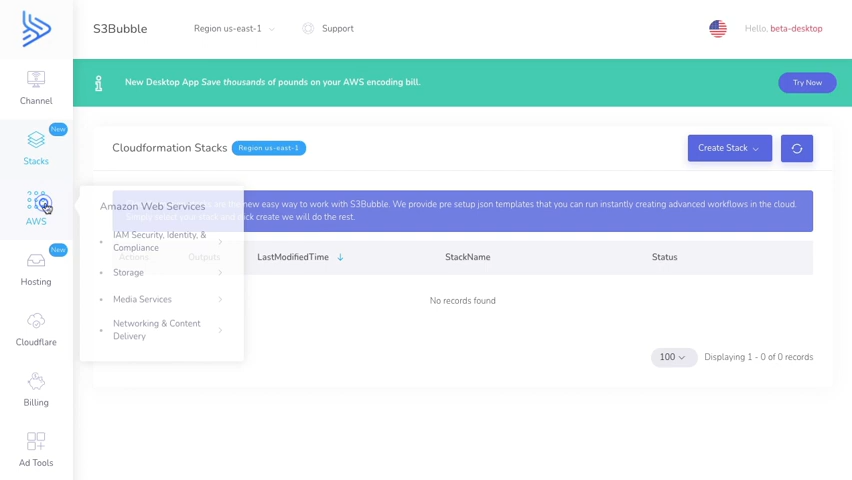 S3Bubble
Region us-east-1
Support
Hello, beta-desktop
New Desktop App Save thousands of pounds on your AWS encoding bill.
Try Now
Channel
New
Stacks
AWS
New
Hosting
Cloudflare
Billing
Ad Tools
Cloudformation Stacks
Region us-east-1
Create Stack
Amazon Web Services
IAM Security, Identity, &
Compliance
Storage
Media Services
Networking & Content
Delivery
are the new easy way to work with S3Bubble. We provide pre setup json templates that you can run instantly creating advanced workflows in the cloud.
click create we will do the rest.
Actions
Outputs
LastModifiedTime
StackName
Status
No records found
100
Displaying 1 - 0 of 0 records